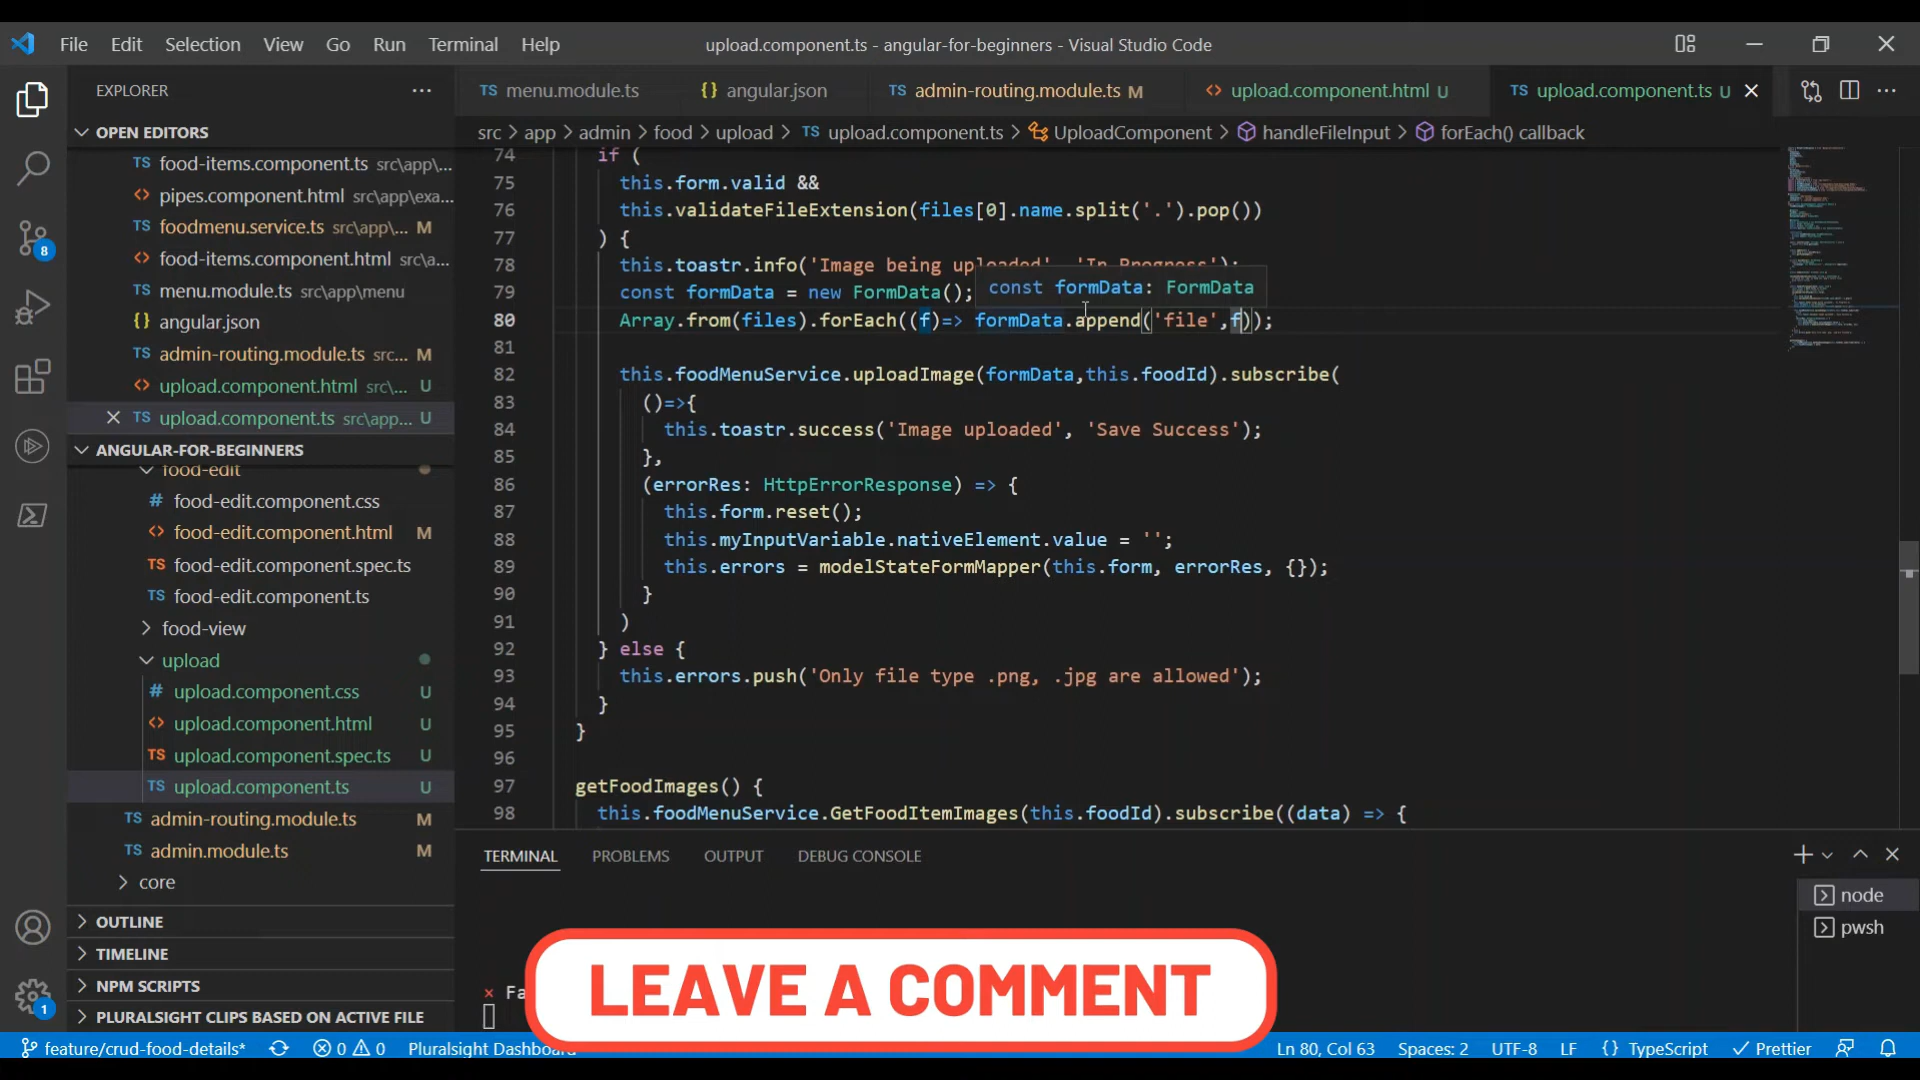 File Edit Selection View Go Run Terminal Help
upload.component.ts - angular-for-beginners - Visual Studio Code
EXPLORER
OPEN EDITORS
TS food-items.component.ts src\app\...
<> pipes.component.html src\app\exa...
TS foodmenu.service.ts src\app\... M
<> food-items.component.html src\a...
TS menu.module.ts src\app\menu
{} angular.json
TS admin-routing.module.ts src... M
<> upload.component.html src\... U
TS upload.component.ts src\app... U
ANGULAR-FOR-BEGINNERS
food-edit
# food-edit.component.css
<> food-edit.component.html M
TS food-edit.component.spec.ts
TS food-edit.component.ts
food-view
upload
# upload.component.css U
<> upload.component.html U
TS upload.component.spec.ts U
TS upload.component.ts U
TS admin-routing.module.ts M
TS admin.module.ts M
core
OUTLINE
TIMELINE
NPM SCRIPTS
PLURALSIGHT CLIPS BASED ON ACTIVE FILE
8
1
TS menu.module.ts {} angular.json TS admin-routing.module.ts M <> upload.component.html U TS upload.component.ts U
src > app > admin > food > upload > TS upload.component.ts > UploadComponent > handleFileInput > forEach() callback
74 if (
75 this.form.valid &&
76 this.validateFileExtension(files[0].name.split('.').pop())
77 ) {
78 this.toastr.info('Image being uploaded', 'In Progress');
const formData: FormData
79 const formData = new FormData();
80 Array.from(files).forEach((f)=> formData.append('file',f));
81
82 this.foodMenuService.uploadImage(formData,this.foodId).subscribe(
83 ()=>{
84 this.toastr.success('Image uploaded', 'Save Success');
85 },
86 (errorRes: HttpErrorResponse) => {
87 this.form.reset();
88 this.myInputVariable.nativeElement.value = '';
89 this.errors = modelStateFormMapper(this.form, errorRes, {});
90 }
91 )
92 } else {
93 this.errors.push('Only file type .png, .jpg are allowed');
94 }
95 }
96
97 getFoodImages() {
98 this.foodMenuService.GetFoodItemImages(this.foodId).subscribe((data) => {
TERMINAL PROBLEMS OUTPUT DEBUG CONSOLE
node
pwsh
× Fa
LEAVE A COMMENT
feature/crud-food-details* 0 0 Pluralsight Dashboard Ln 80, Col 63 Spaces: 2 UTF-8 LF {} TypeScript Prettier